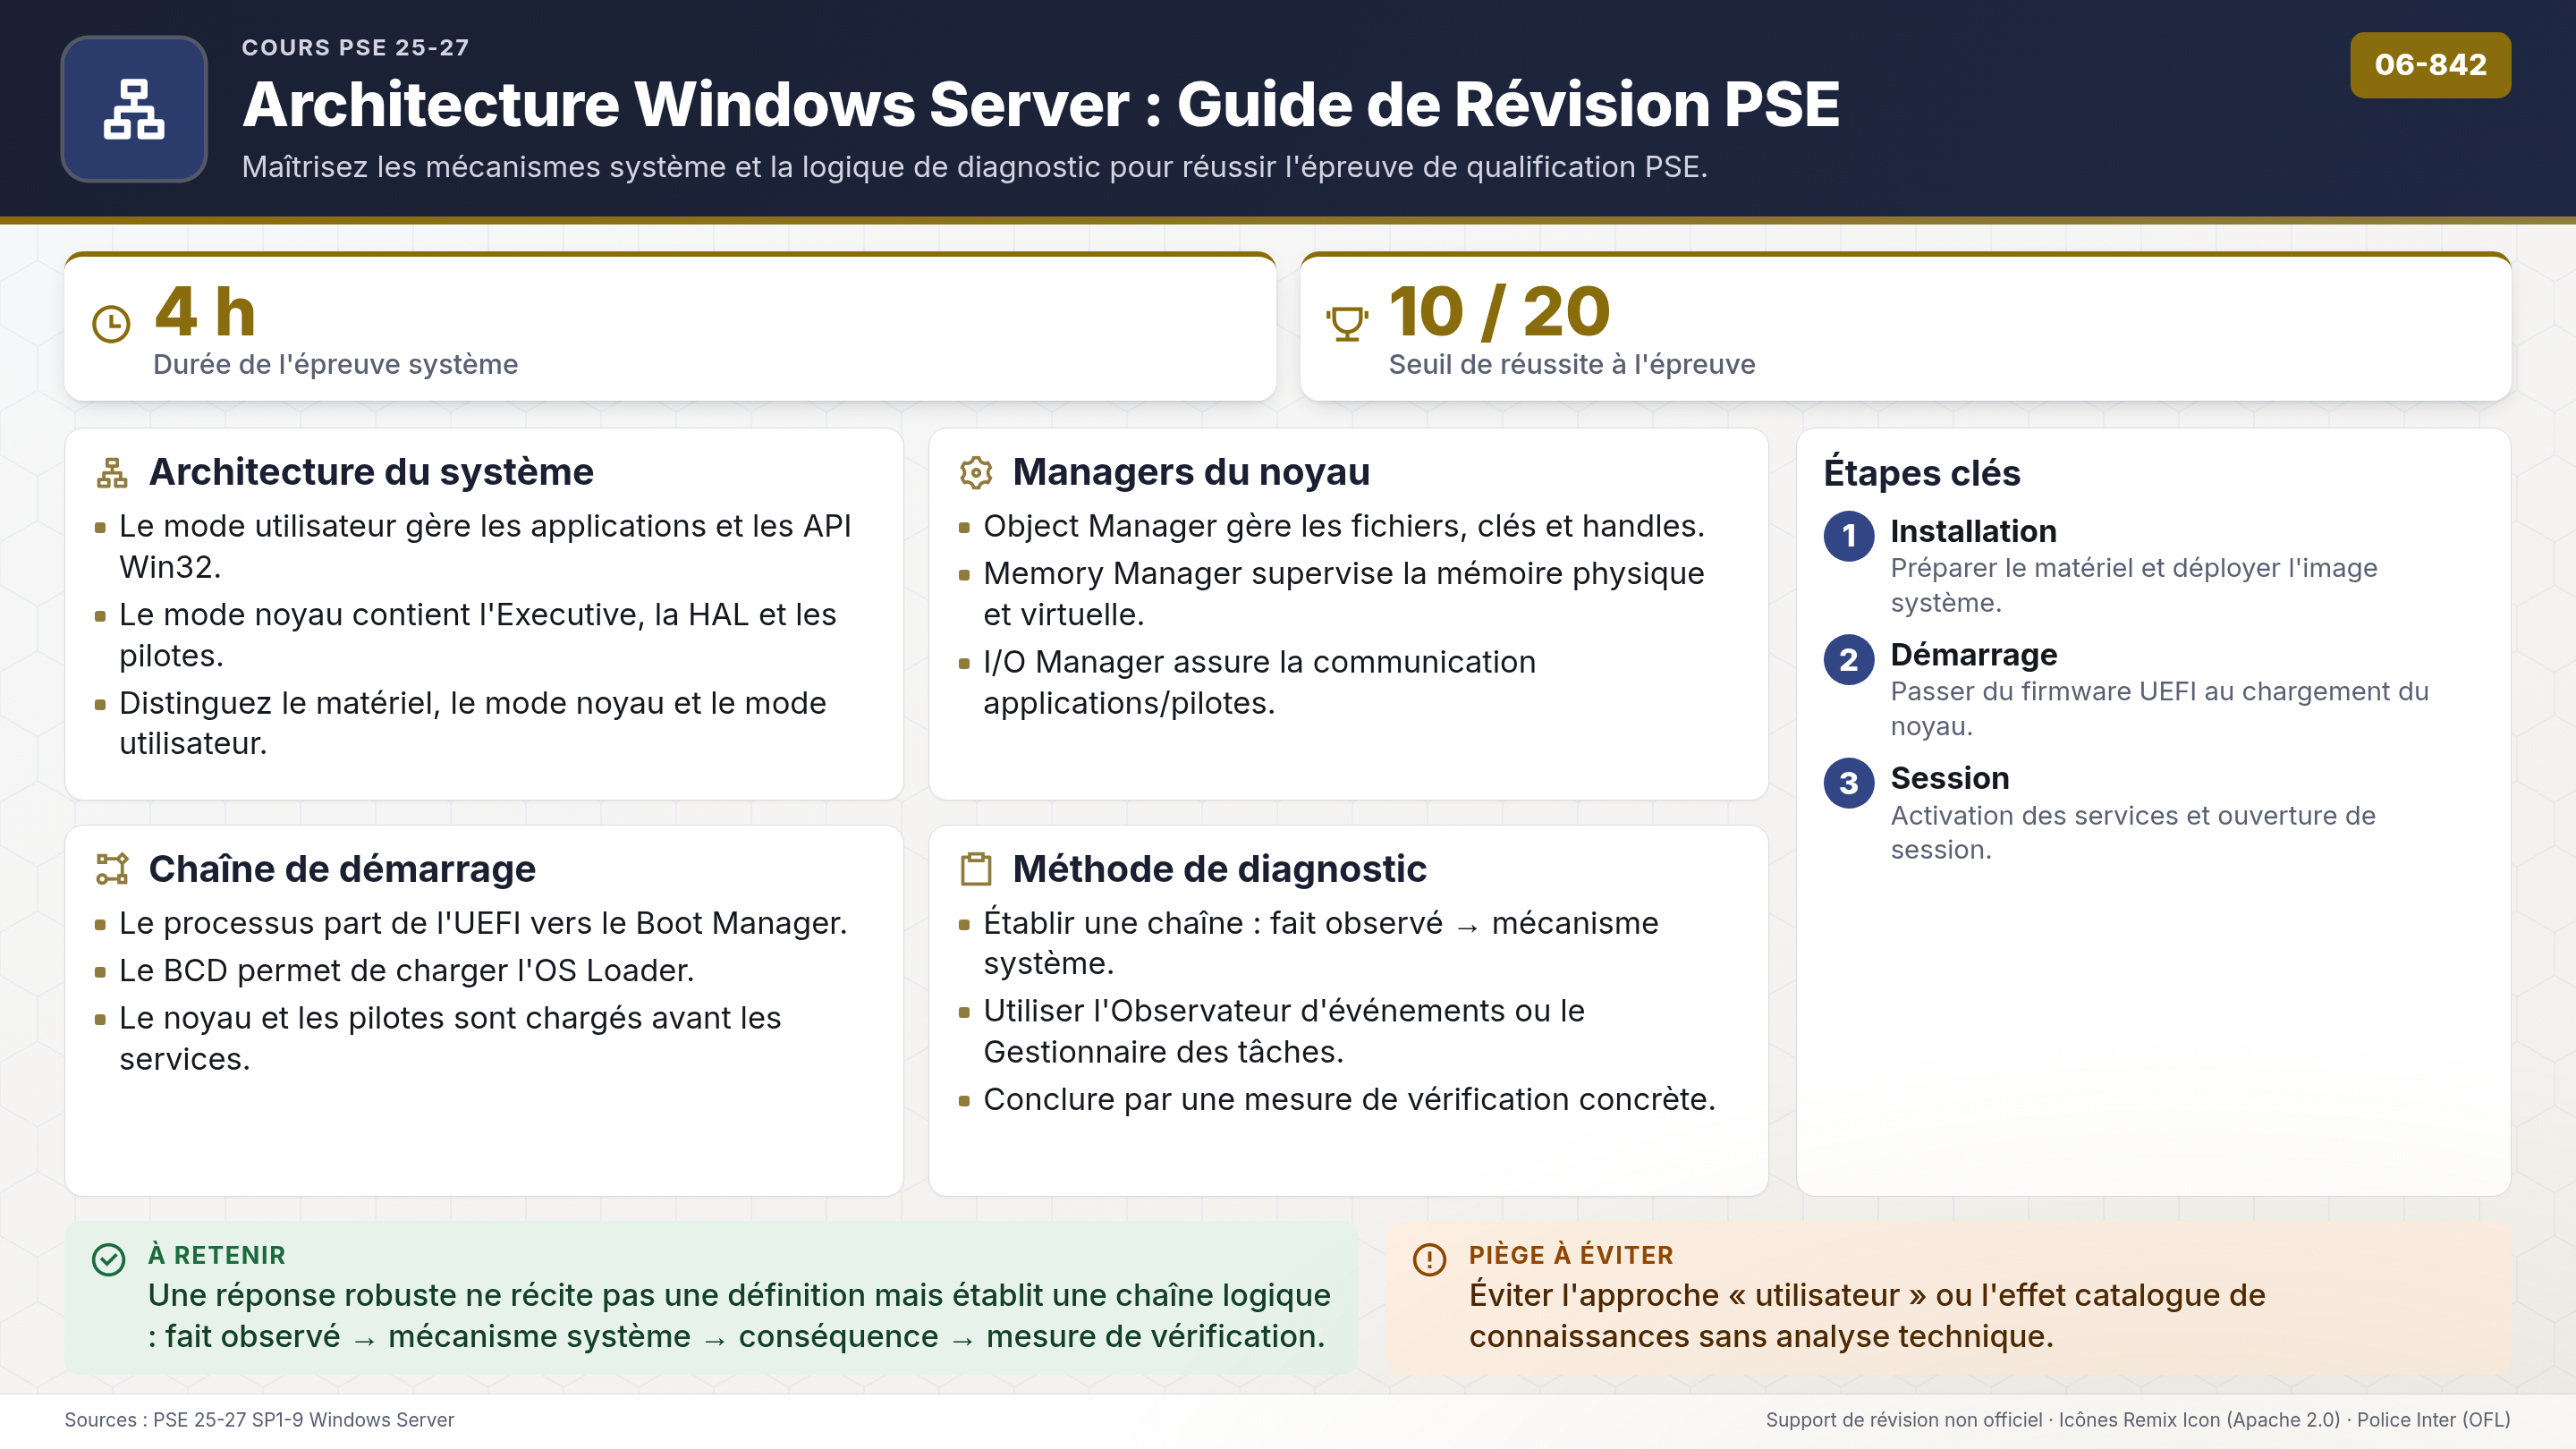 COURS PSE 25-27
Architecture Windows Server : Guide de Révision PSE
Maîtrisez les mécanismes système et la logique de diagnostic pour réussir l'épreuve de qualification PSE.
06-842
4 h
Durée de l'épreuve système
10 / 20
Seuil de réussite à l'épreuve
Architecture du système
Le mode utilisateur gère les applications et les API
Win32.
Le mode noyau contient l'Executive, la HAL et les
pilotes.
Distinguez le matériel, le mode noyau et le mode
utilisateur.
Managers du noyau
Object Manager gère les fichiers, clés et handles.
Memory Manager supervise la mémoire physique
et virtuelle.
I/O Manager assure la communication
applications/pilotes.
Chaîne de démarrage
Le processus part de l'UEFI vers le Boot Manager.
Le BCD permet de charger l'OS Loader.
Le noyau et les pilotes sont chargés avant les
services.
Méthode de diagnostic
Établir une chaîne : fait observé → mécanisme
système.
Utiliser l'Observateur d'événements ou le
Gestionnaire des tâches.
Conclure par une mesure de vérification concrète.
Étapes clés
1 Installation
Préparer le matériel et déployer l'image
système.
2 Démarrage
Passer du firmware UEFI au chargement du
noyau.
3 Session
Activation des services et ouverture de
session.
À RETENIR
Une réponse robuste ne récite pas une définition mais établit une chaîne logique
: fait observé → mécanisme système → conséquence → mesure de vérification.
PIÈGE À ÉVITER
Éviter l'approche « utilisateur » ou l'effet catalogue de
connaissances sans analyse technique.
Sources : PSE 25-27 SP1-9 Windows Server
Support de révision non officiel · Icônes Remix Icon (Apache 2.0) · Police Inter (OFL)